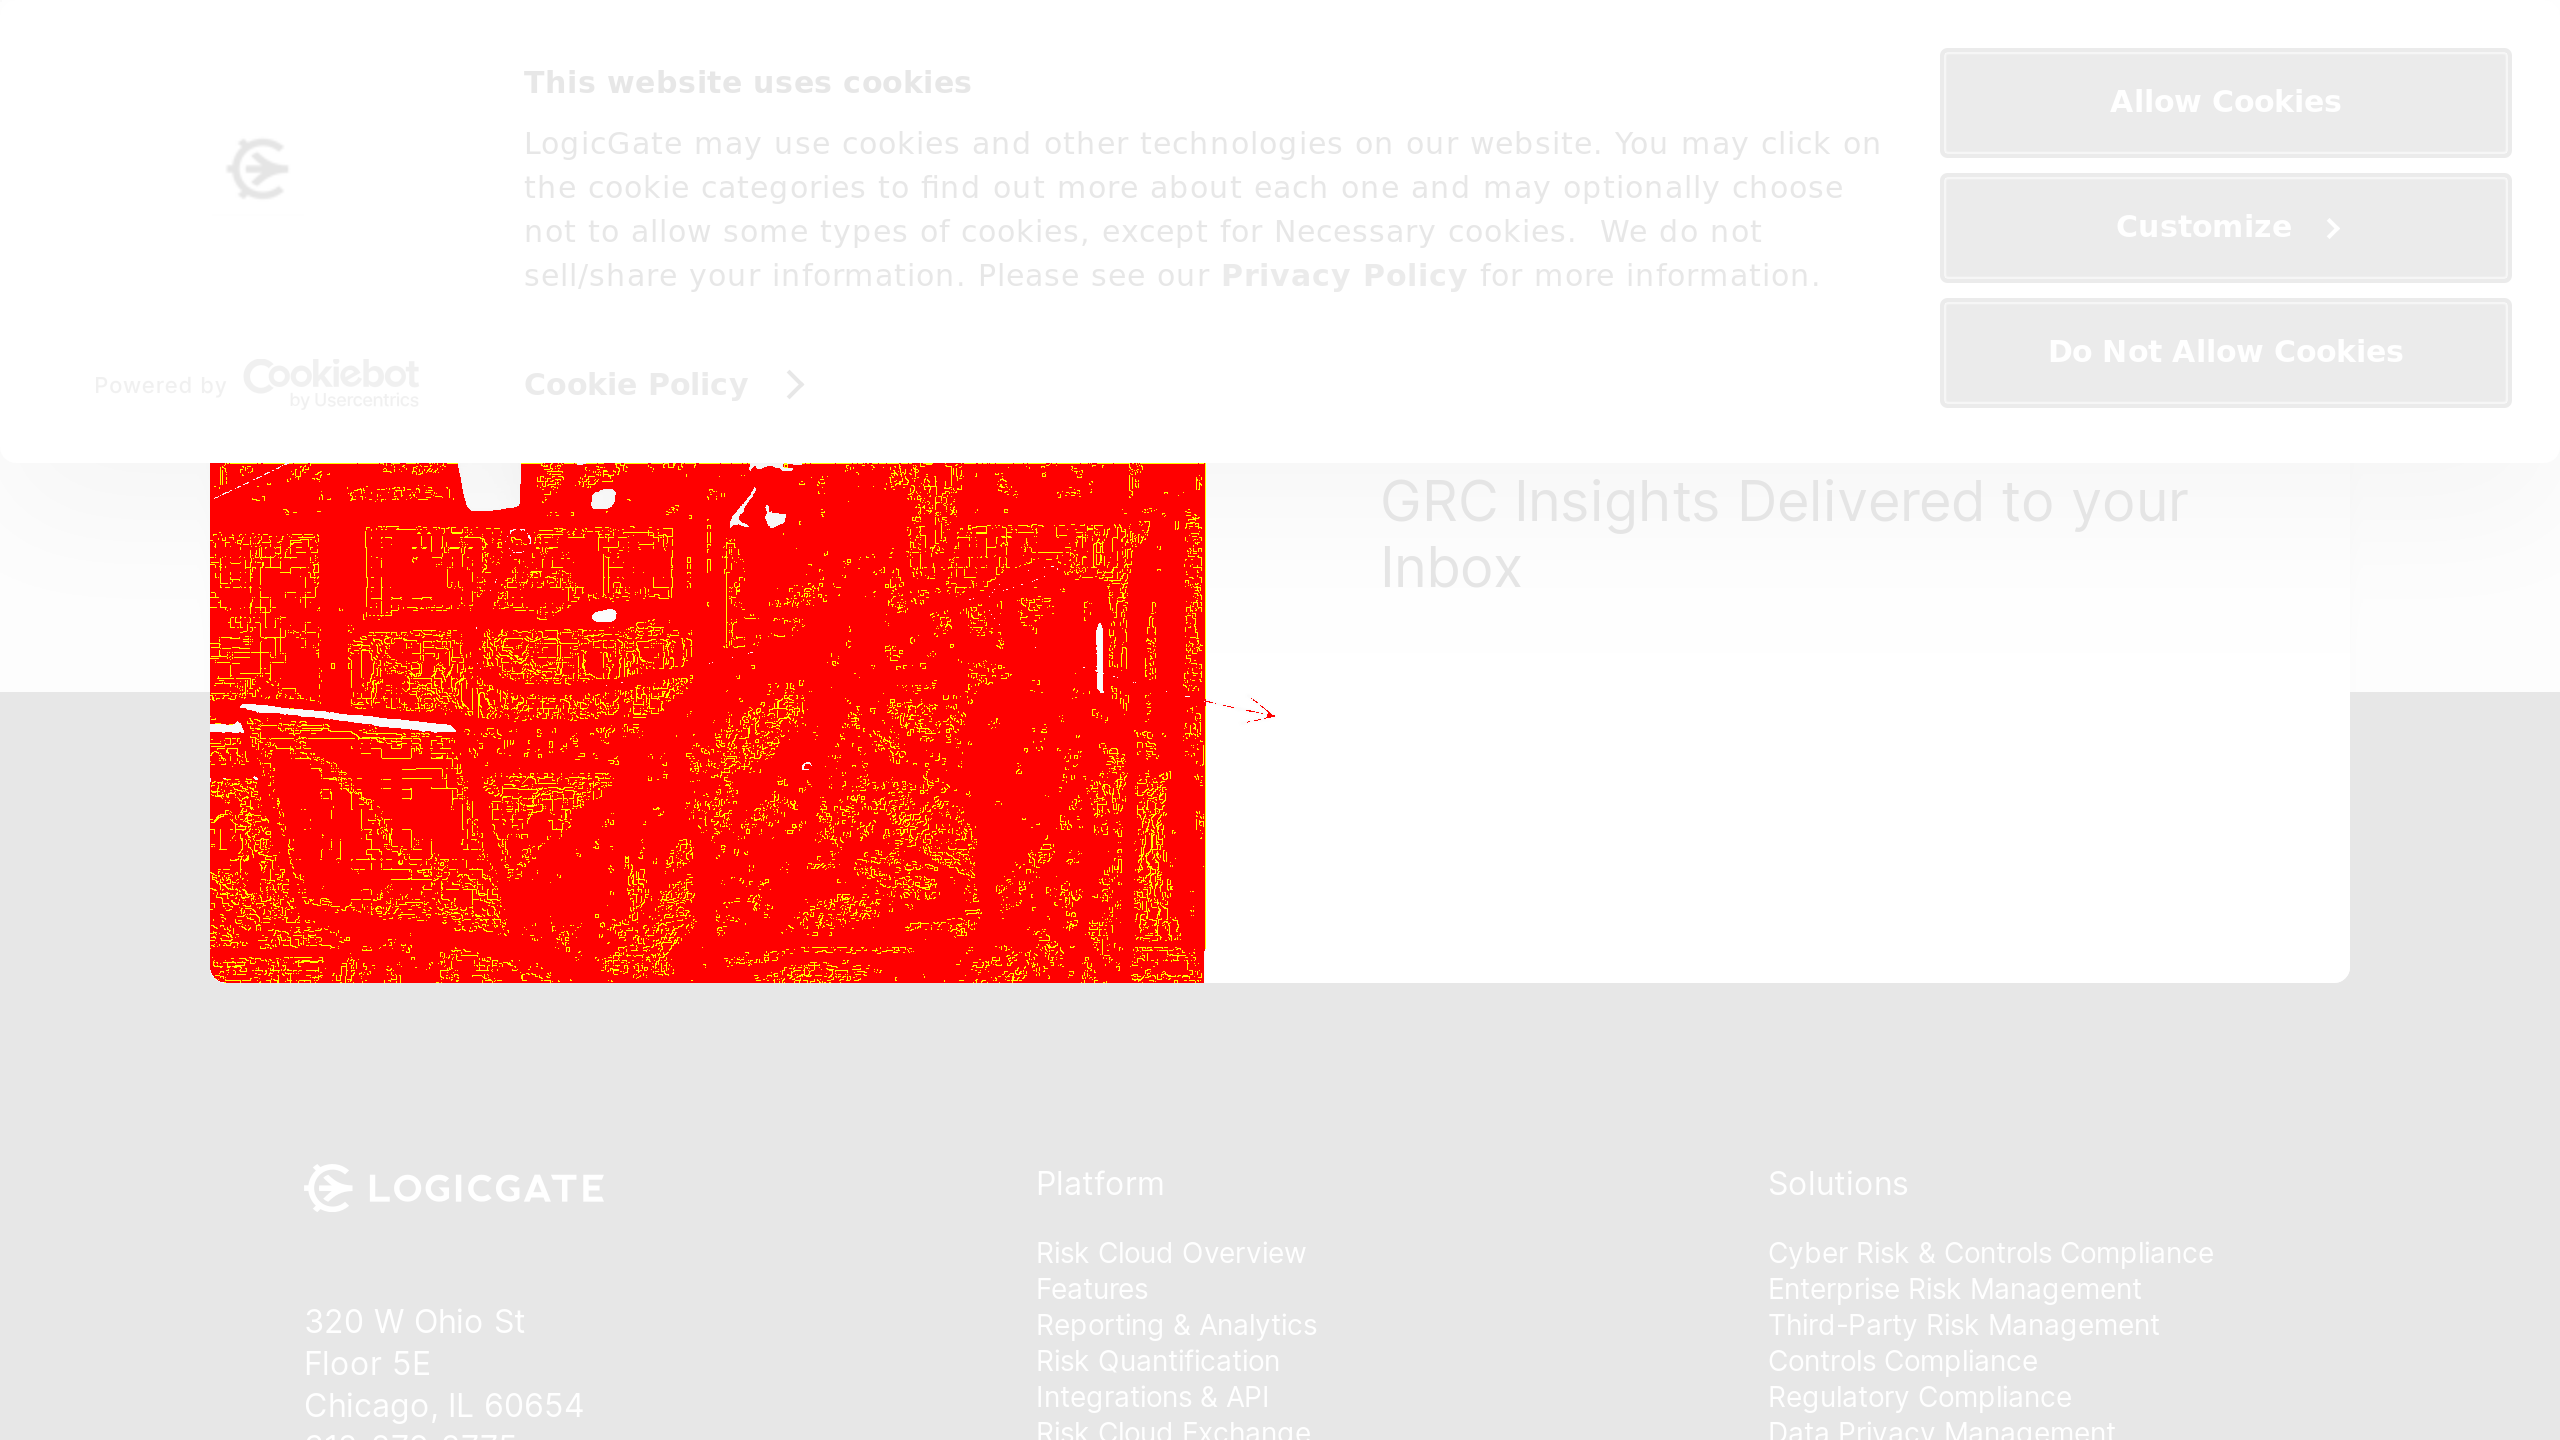 This website uses cookies
LogicGate may use cookies and other technologies on our website. You may click on
the cookie categories to find out more about each one and may optionally choose
not to allow some types of cookies, except for Necessary cookies.  We do not
sell/share your information. Please see our Privacy Policy for more information.
Powered by Cookiebot
by Usercentrics
Cookie Policy
Allow Cookies
Customize
Do Not Allow Cookies
GRC Insights Delivered to your
Inbox
LOGICGATE
320 W Ohio St
Floor 5E
Chicago, IL 60654
Platform
Risk Cloud Overview
Features
Reporting & Analytics
Risk Quantification
Integrations & API
Risk Cloud Exchange
Solutions
Cyber Risk & Controls Compliance
Enterprise Risk Management
Third-Party Risk Management
Controls Compliance
Regulatory Compliance
Data Privacy Management